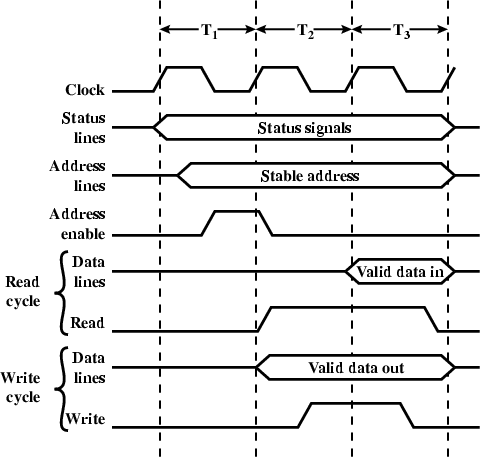 T1 T2 T3
Clock
Status
lines
Status signals
Address
lines
Stable address
Address
enable
Read
cycle
Data
lines
Valid data in
Read
Write
cycle
Data
lines
Valid data out
Write